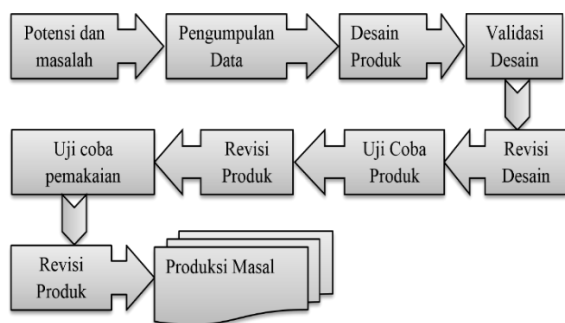 Potensi dan
masalah
Pengumpulan
Data
Desain
Produk
Validasi
Desain
Revisi
Desain
Uji Coba
Produk
Revisi
Produk
Uji coba
pemakaian
Revisi
Produk
Produksi Masal